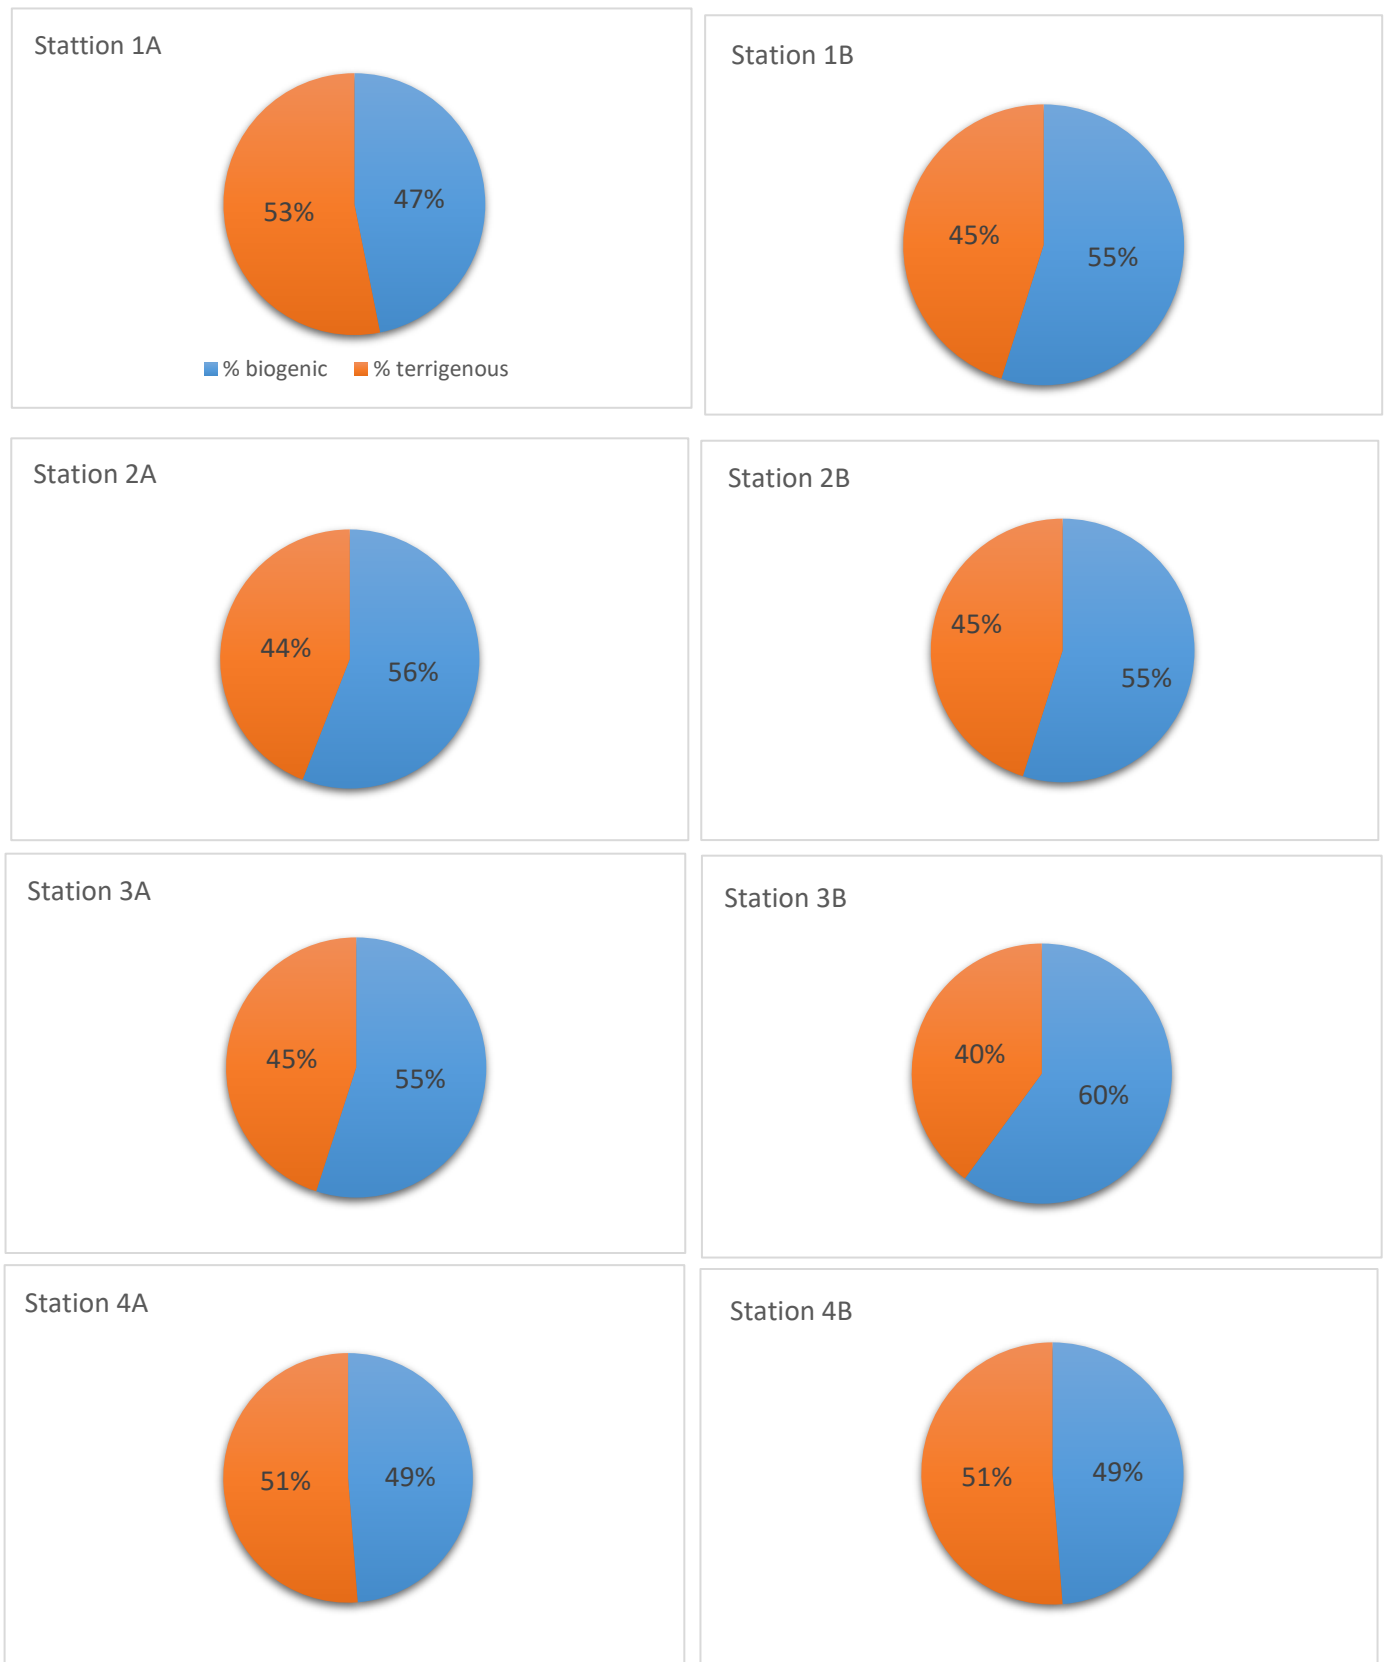 Stattion 1A
53%
47%
% biogenic % terrigenous
Station 1B
45%
55%
Station 2A
44%
56%
Station 2B
45%
55%
Station 3A
45%
55%
Station 3B
40%
60%
Station 4A
51%
49%
Station 4B
51%
49%